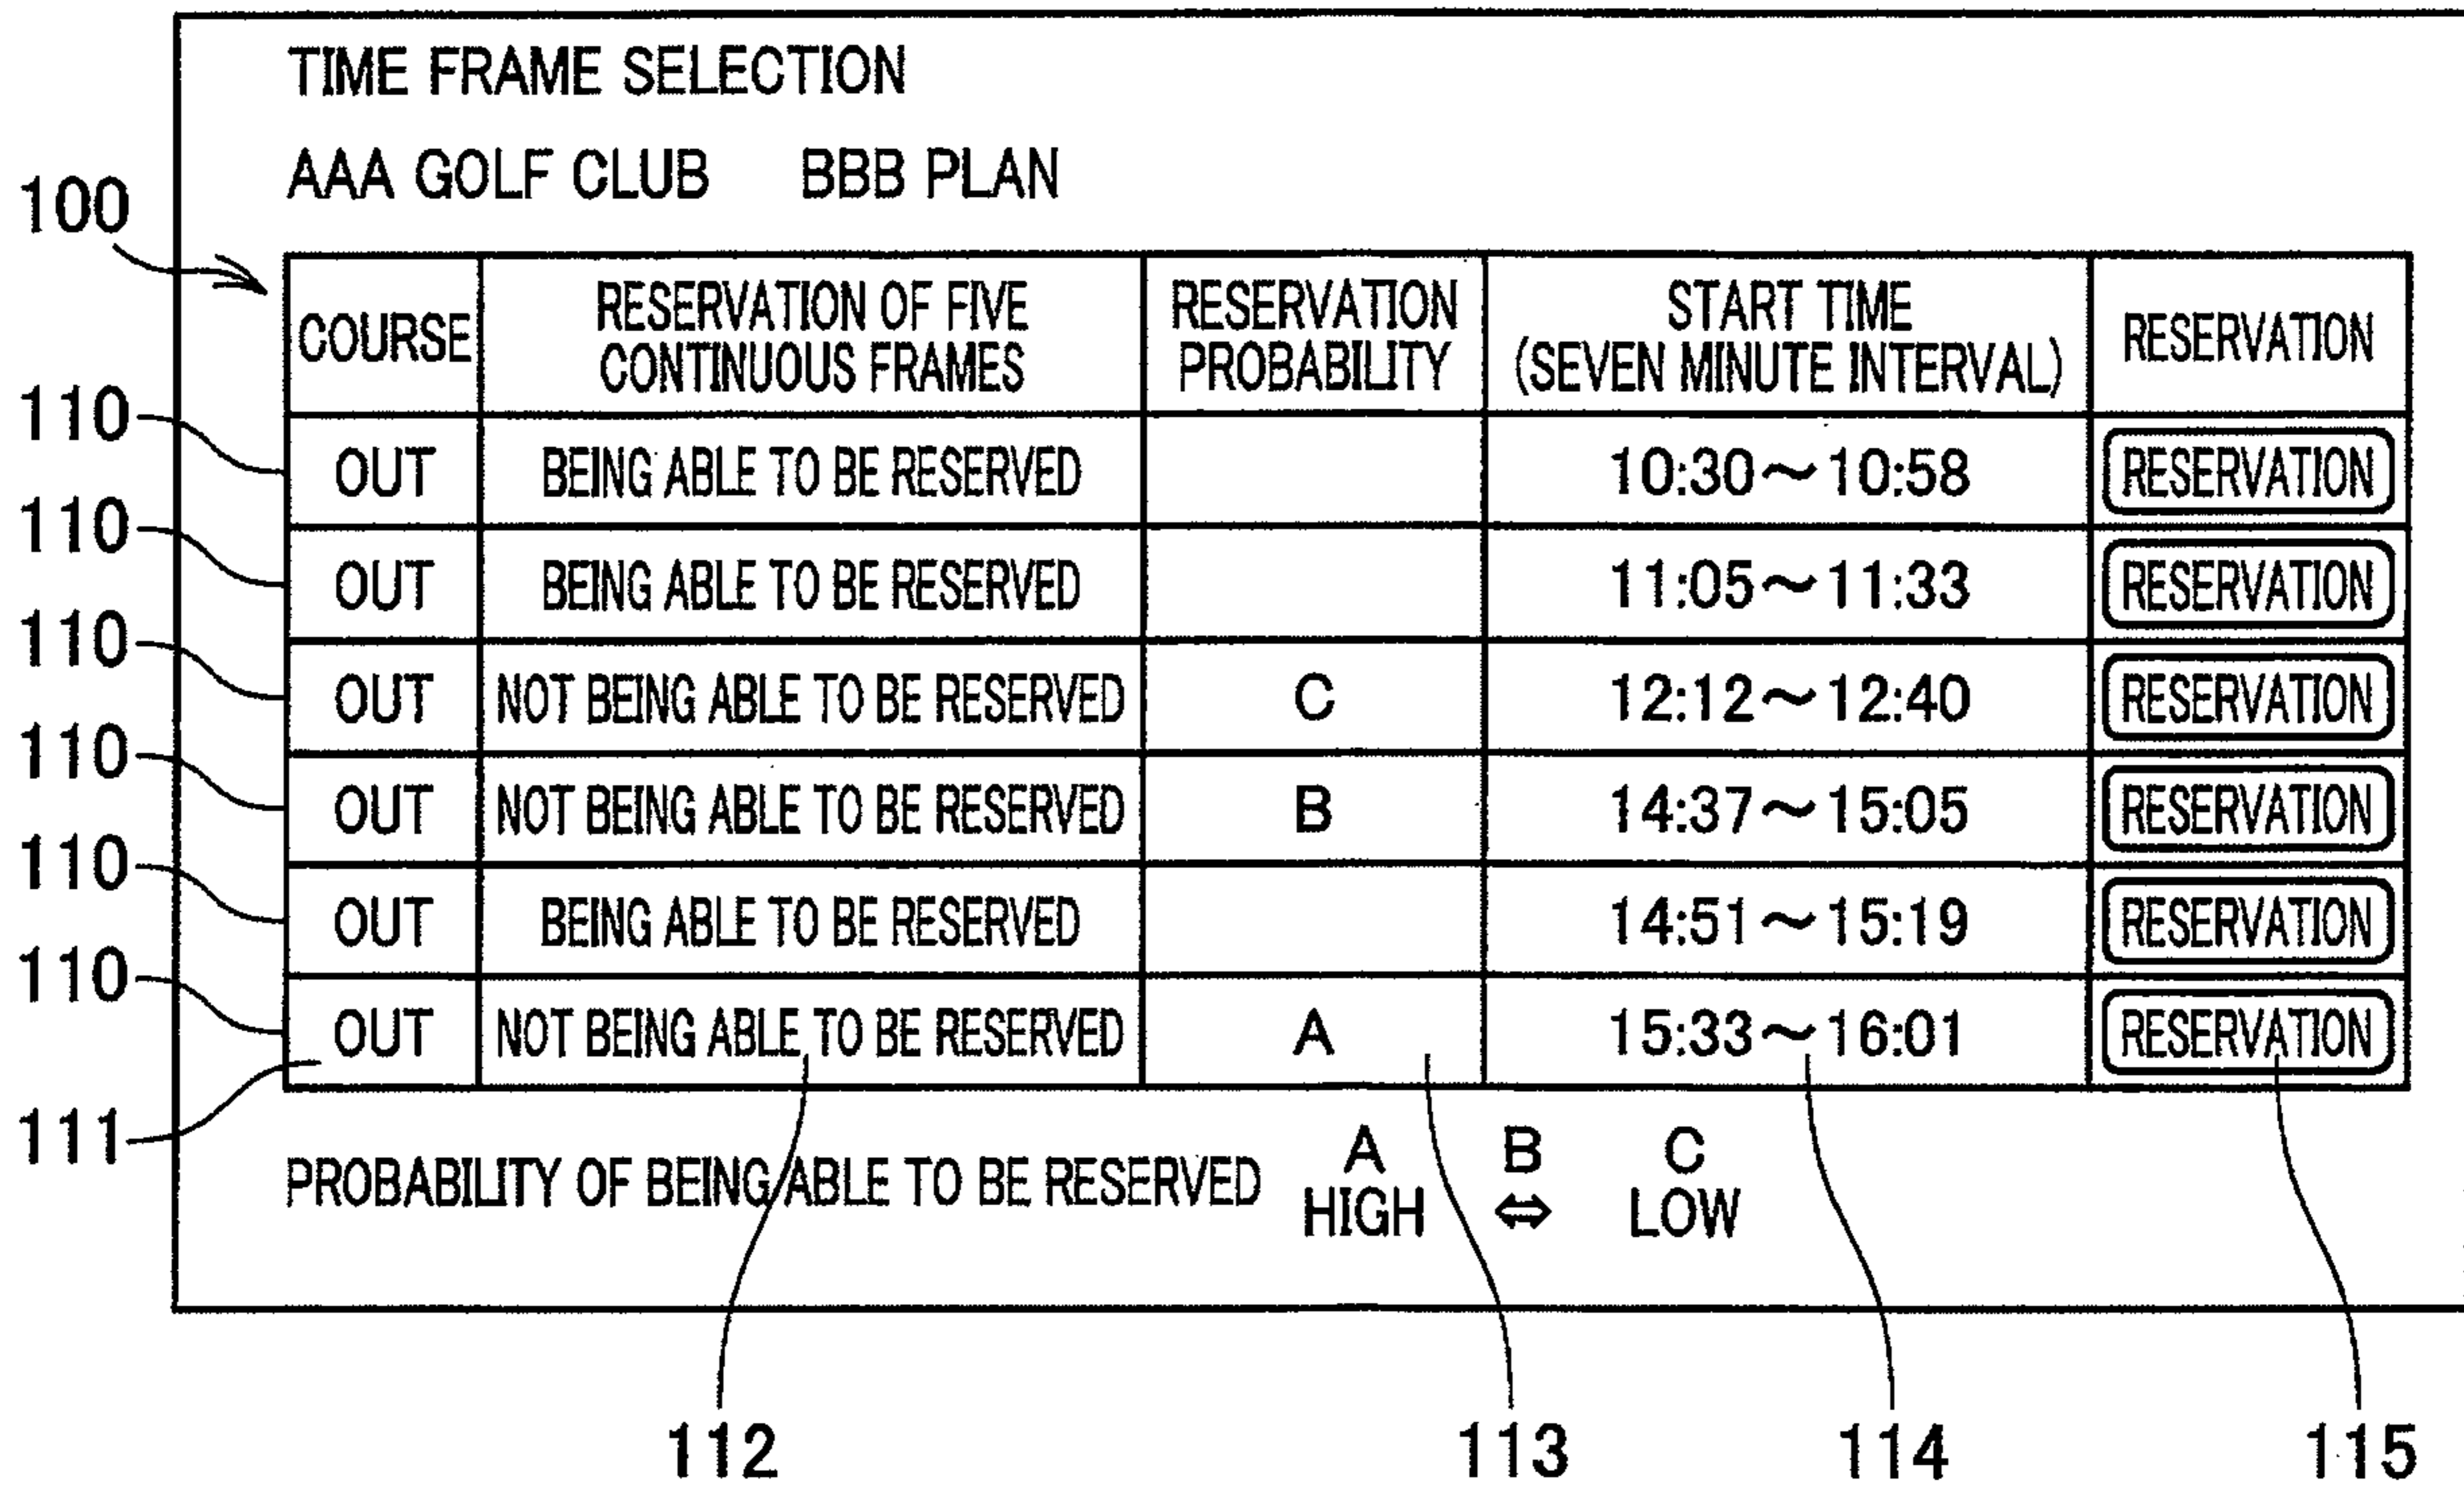 TIME FRAME SELECTION
AAA GOLF CLUB BBB PLAN
100
COURSE
RESERVATION OF FIVE
CONTINUOUS FRAMES
RESERVATION
PROBABILITY
START TIME
(SEVEN MINUTE INTERVAL)
RESERVATION
110 OUT BEING ABLE TO BE RESERVED 10:30～10:58 RESERVATION
110 OUT BEING ABLE TO BE RESERVED 11:05～11:33 RESERVATION
110 OUT NOT BEING ABLE TO BE RESERVED C 12:12～12:40 RESERVATION
110 OUT NOT BEING ABLE TO BE RESERVED B 14:37～15:05 RESERVATION
110 OUT BEING ABLE TO BE RESERVED 14:51～15:19 RESERVATION
110 OUT NOT BEING ABLE TO BE RESERVED A 15:33～16:01 RESERVATION
111
PROBABILITY OF BEING ABLE TO BE RESERVED
A B C
HIGH ⇔ LOW
112 113 114 115